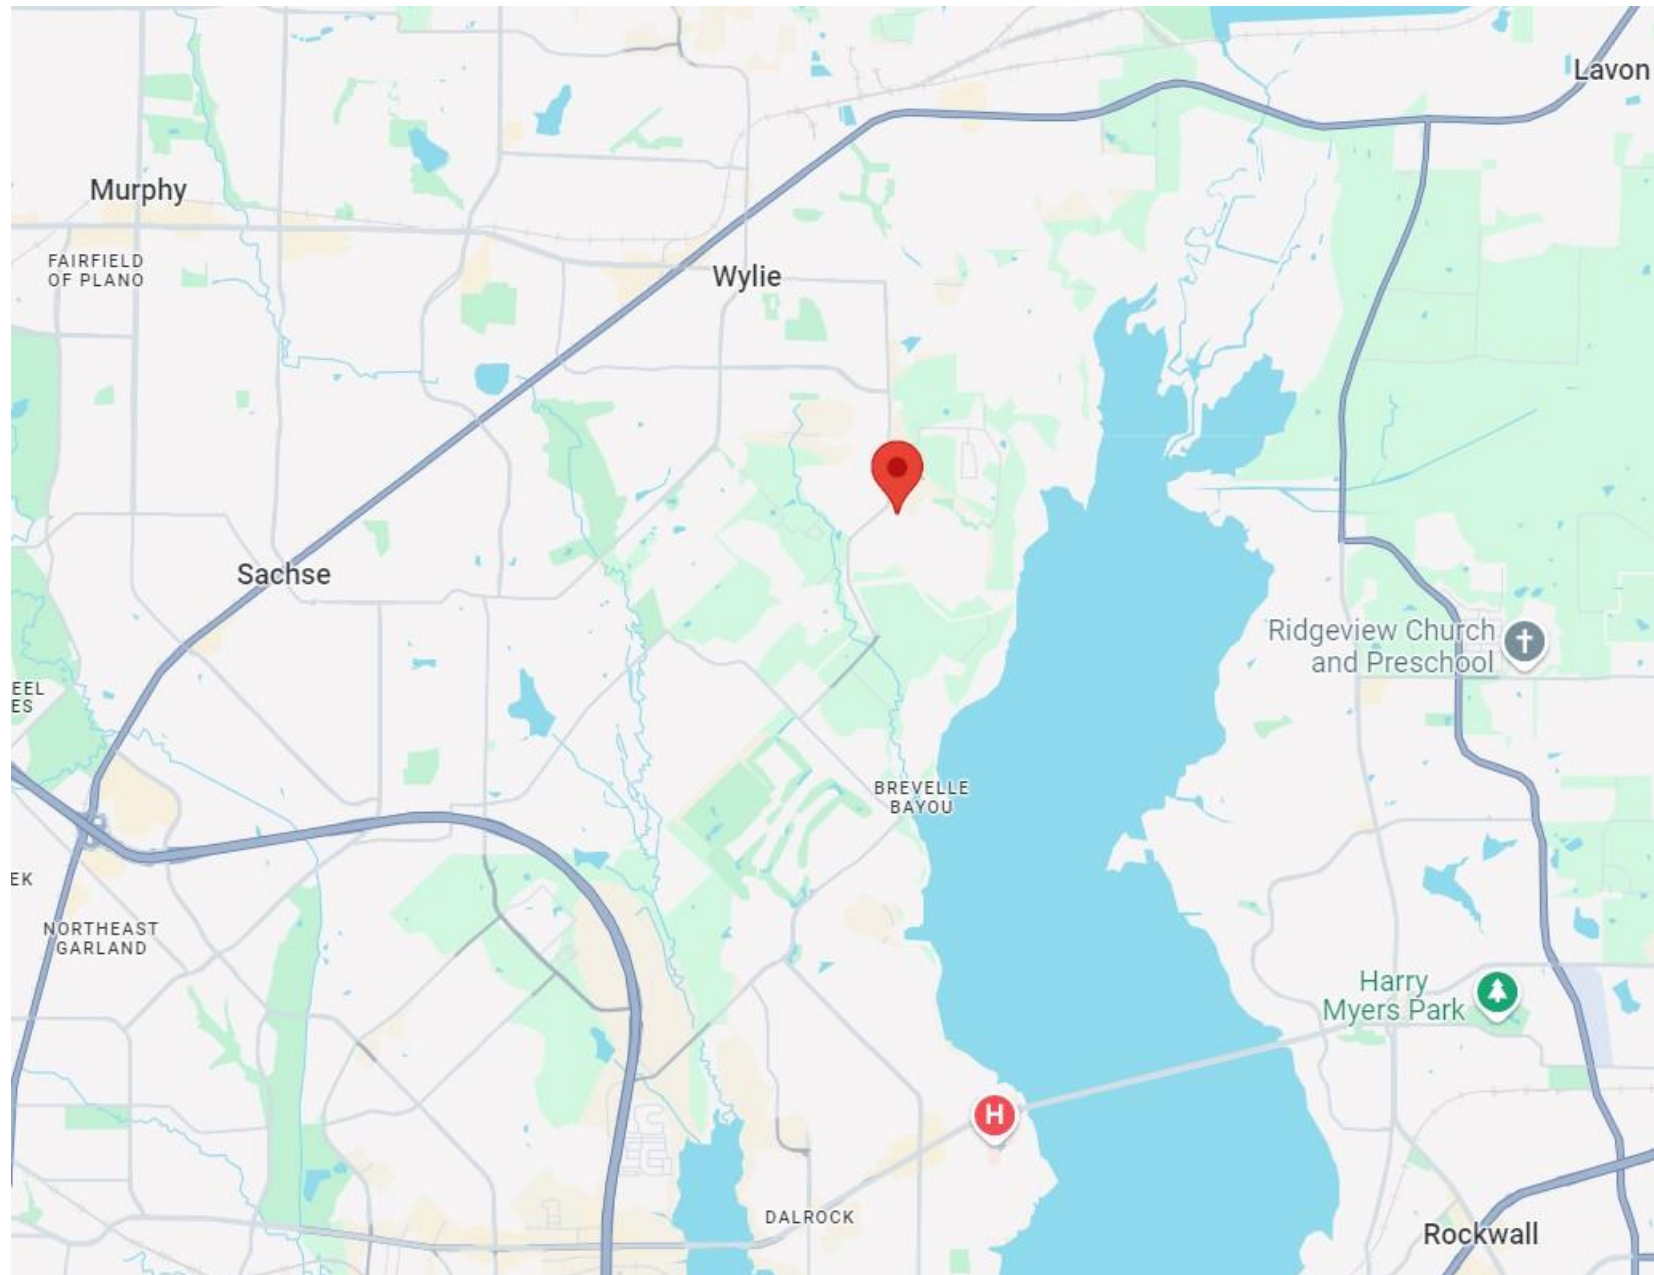 Lavon
Murphy
FAIRFIELD
OF PLANO
Wylie
Sachse
Ridgeview Church
and Preschool
EEL
ES
BREVELLE
BAYOU
EK
NORTHEAST
GARLAND
Harry
Myers Park
H
DALROCK
Rockwall